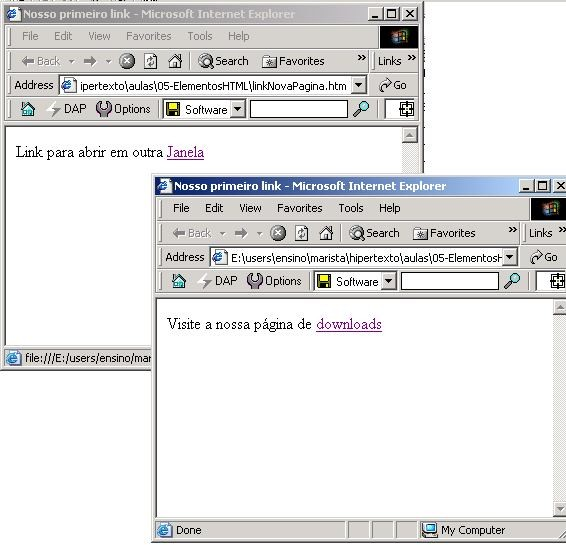 Nosso primeiro link - Microsoft Internet Explorer
File Edit View Favorites Tools Help
Back Search Favorites » Links »
Address ipertexto\aulas\05-ElementosHTML\linkNovaPagina.htm Go
DAP Options Software
Link para abrir em outra Janela
file:///E:/users/ensino/mari
Nosso primeiro link - Microsoft Internet Explorer
File Edit View Favorites Tools Help
Back Search Favorites » Links »
Address E:\users\ensino\marista\hipertexto\aulas\05-ElementosH Go
DAP Options Software
Visite a nossa página de downloads
Done My Computer